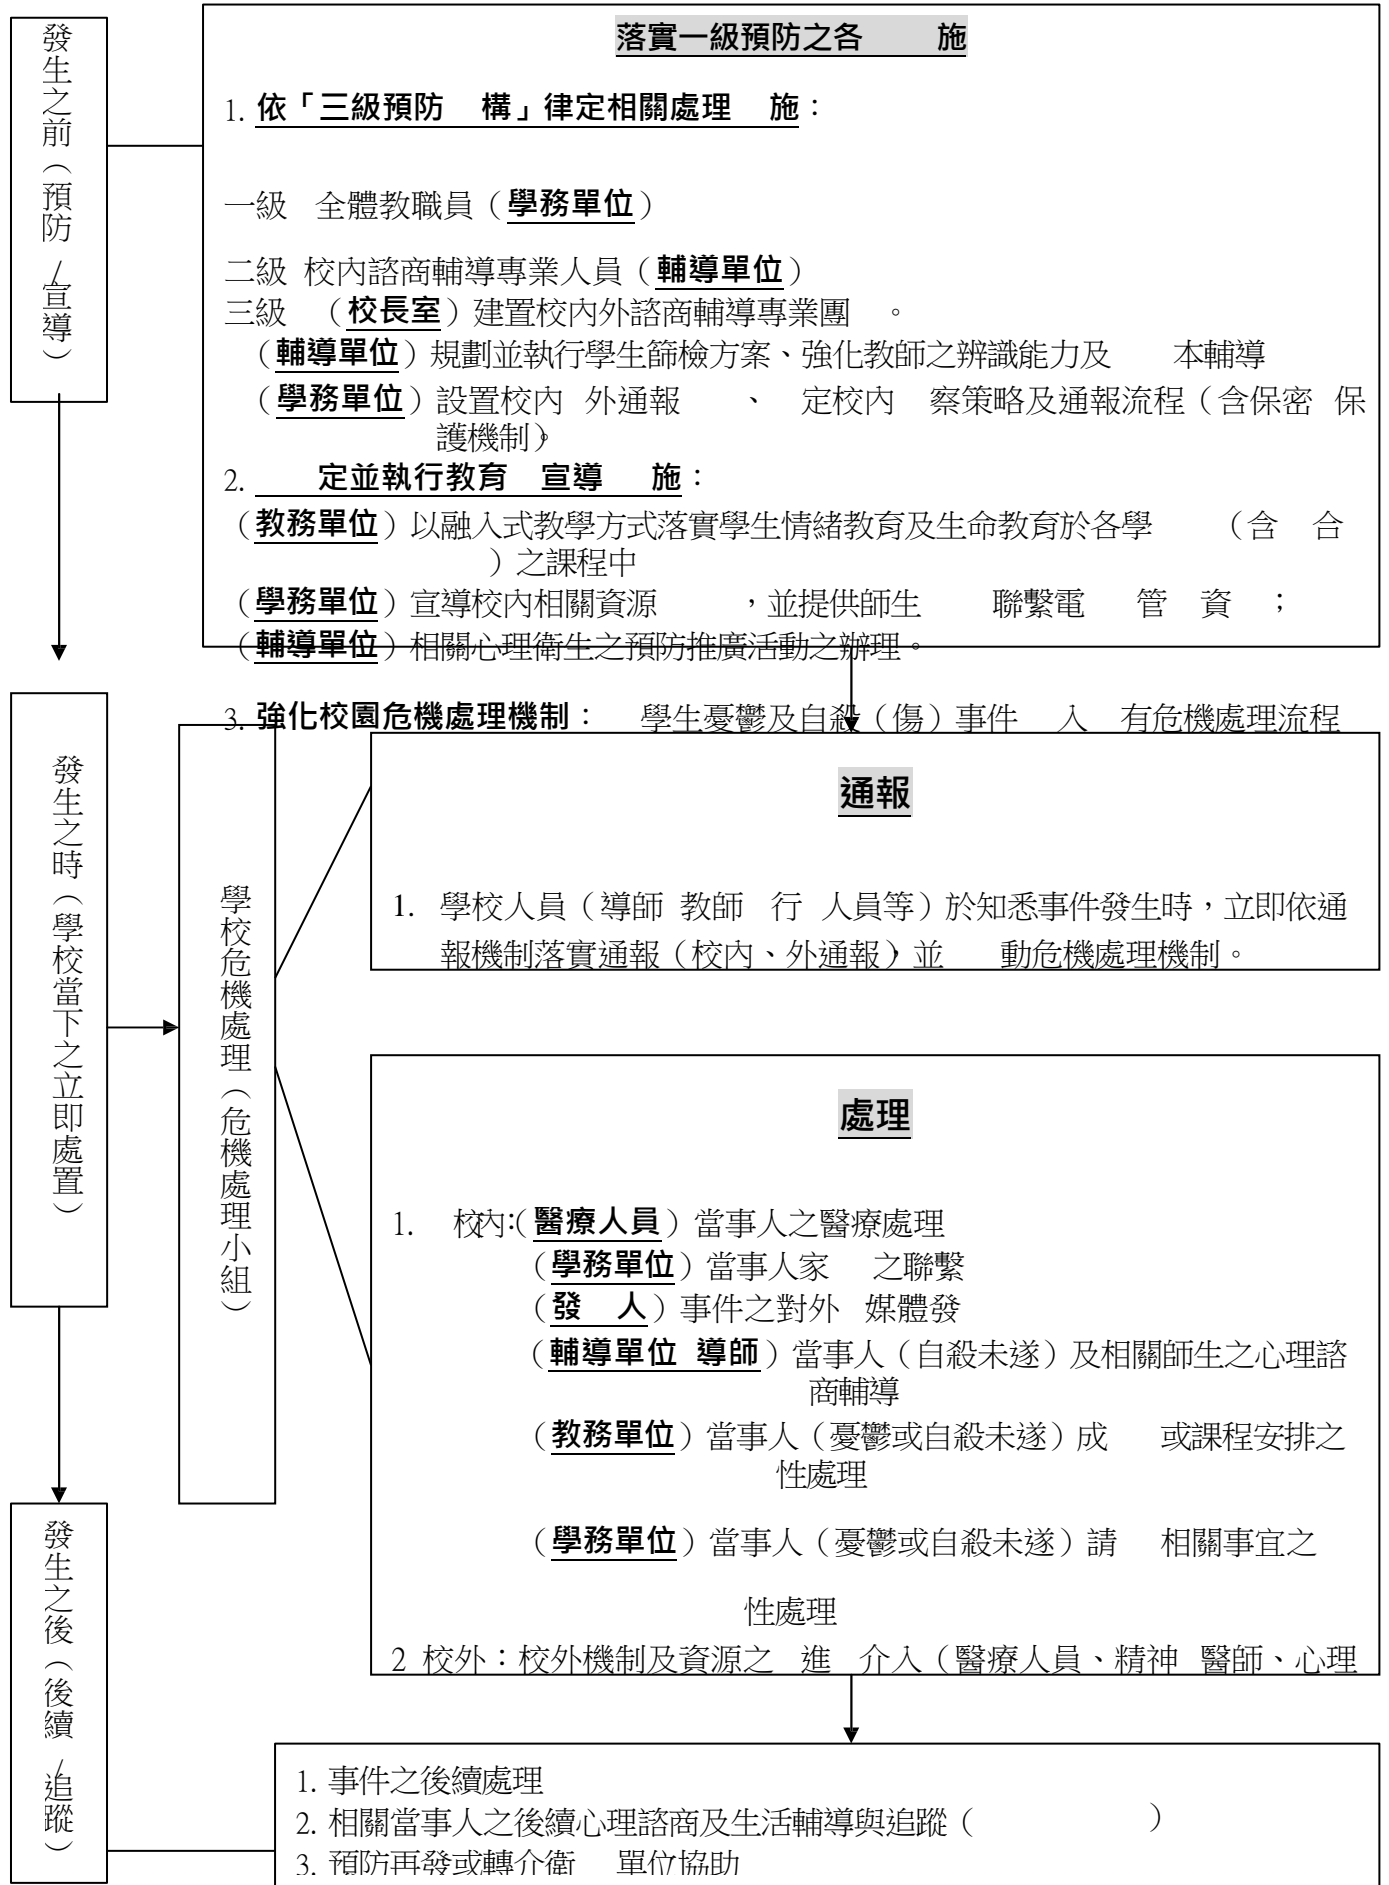 發生之前（預防／宣導）
落實一級預防之各 施
1. 依「三級預防 構」律定相關處理 施：
一級 全體教職員（學務單位）
二級 校內諮商輔導專業人員（輔導單位）
三級 （校長室）建置校內外諮商輔導專業團 。
（輔導單位）規劃並執行學生篩檢方案、強化教師之辨識能力及 本輔導
（學務單位）設置校內 外通報 、 定校內 察策略及通報流程（含保密 保
護機制）。
2. 定並執行教育 宣導 施：
（教務單位）以融入式教學方式落實學生情緒教育及生命教育於各學 （含 合
）之課程中
（學務單位）宣導校內相關資源 ，並提供師生 聯繫電 管 資 ；
（輔導單位）相關心理衛生之預防推廣活動之辦理。
3. 強化校園危機處理機制： 學生憂鬱及自殺（傷）事件 入 有危機處理流程
發生之時（學校當下之立即處置）
學校危機處理（危機處理小組）
通報
1. 學校人員（導師 教師 行 人員等）於知悉事件發生時，立即依通
報機制落實通報（校內、外通報），並 動危機處理機制。
處理
1. 校內：（醫療人員）當事人之醫療處理
（學務單位）當事人家 之聯繫
（發 人）事件之對外 媒體發
（輔導單位 導師）當事人（自殺未遂）及相關師生之心理諮
商輔導
（教務單位）當事人（憂鬱或自殺未遂）成 或課程安排之
性處理
（學務單位）當事人（憂鬱或自殺未遂）請 相關事宜之
性處理
2 校外：校外機制及資源之 進 介入（醫療人員、精神 醫師、心理
發生之後（後續／追蹤）
1. 事件之後續處理
2. 相關當事人之後續心理諮商及生活輔導與追蹤（ ）
3. 預防再發或轉介衛 單位協助